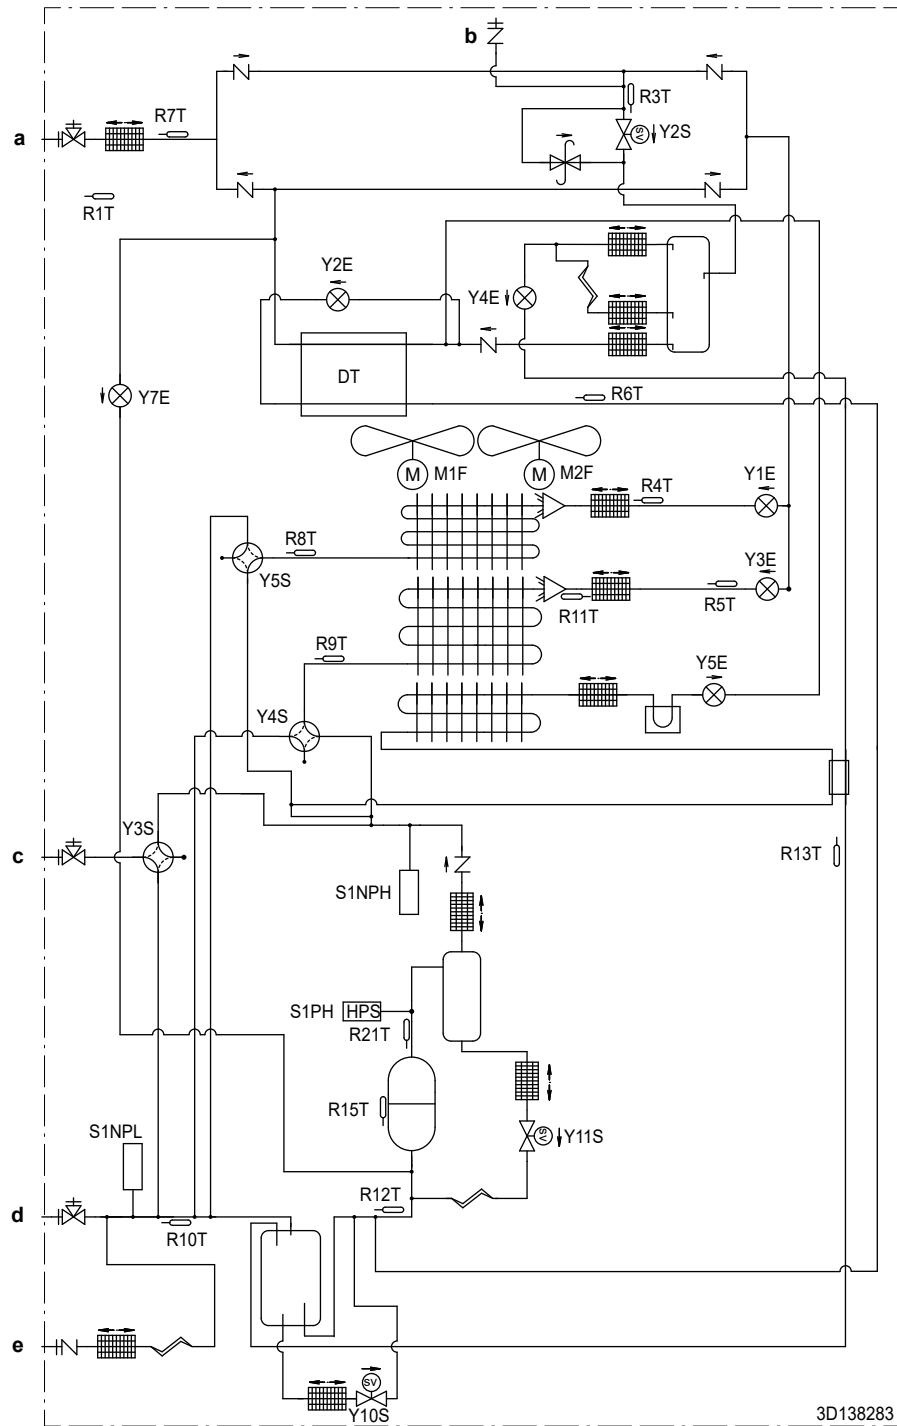 b
R3T
SV
Y2S
a
R7T
R1T
Y2E
Y4E
DT
R6T
Y7E
M
M1F
M
M2F
R4T
Y1E
R8T
Y5S
Y3E
R11T
R5T
R9T
Y5E
Y4S
Y3S
c
R13T
S1NPH
S1PH
HPS
R21T
R15T
SV
Y11S
S1NPL
R12T
d
R10T
e
SV
Y10S
3D138283